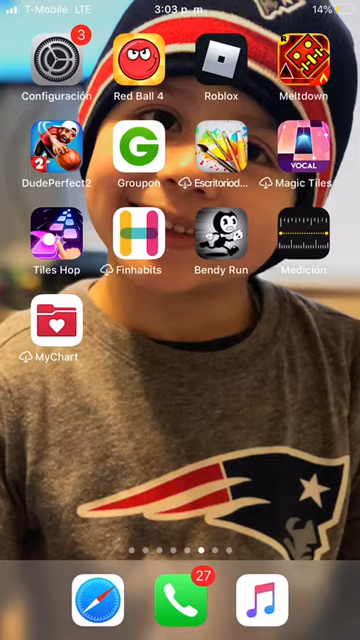 T-Mobile LTE 3:03 p. m. 14%
3
Configuración Red Ball 4 Roblox Meltdown
2 VOCAL
DudePerfect2 Groupon Escritoriod... Magic Tiles
Tiles Hop Finhabits Bendy Run Medición
MyChart
27